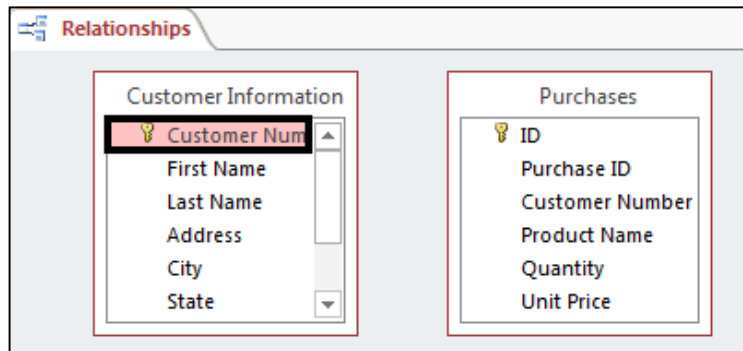 Relationships
Customer Information
Customer Num
First Name
Last Name
Address
City
State
Purchases
ID
Purchase ID
Customer Number
Product Name
Quantity
Unit Price